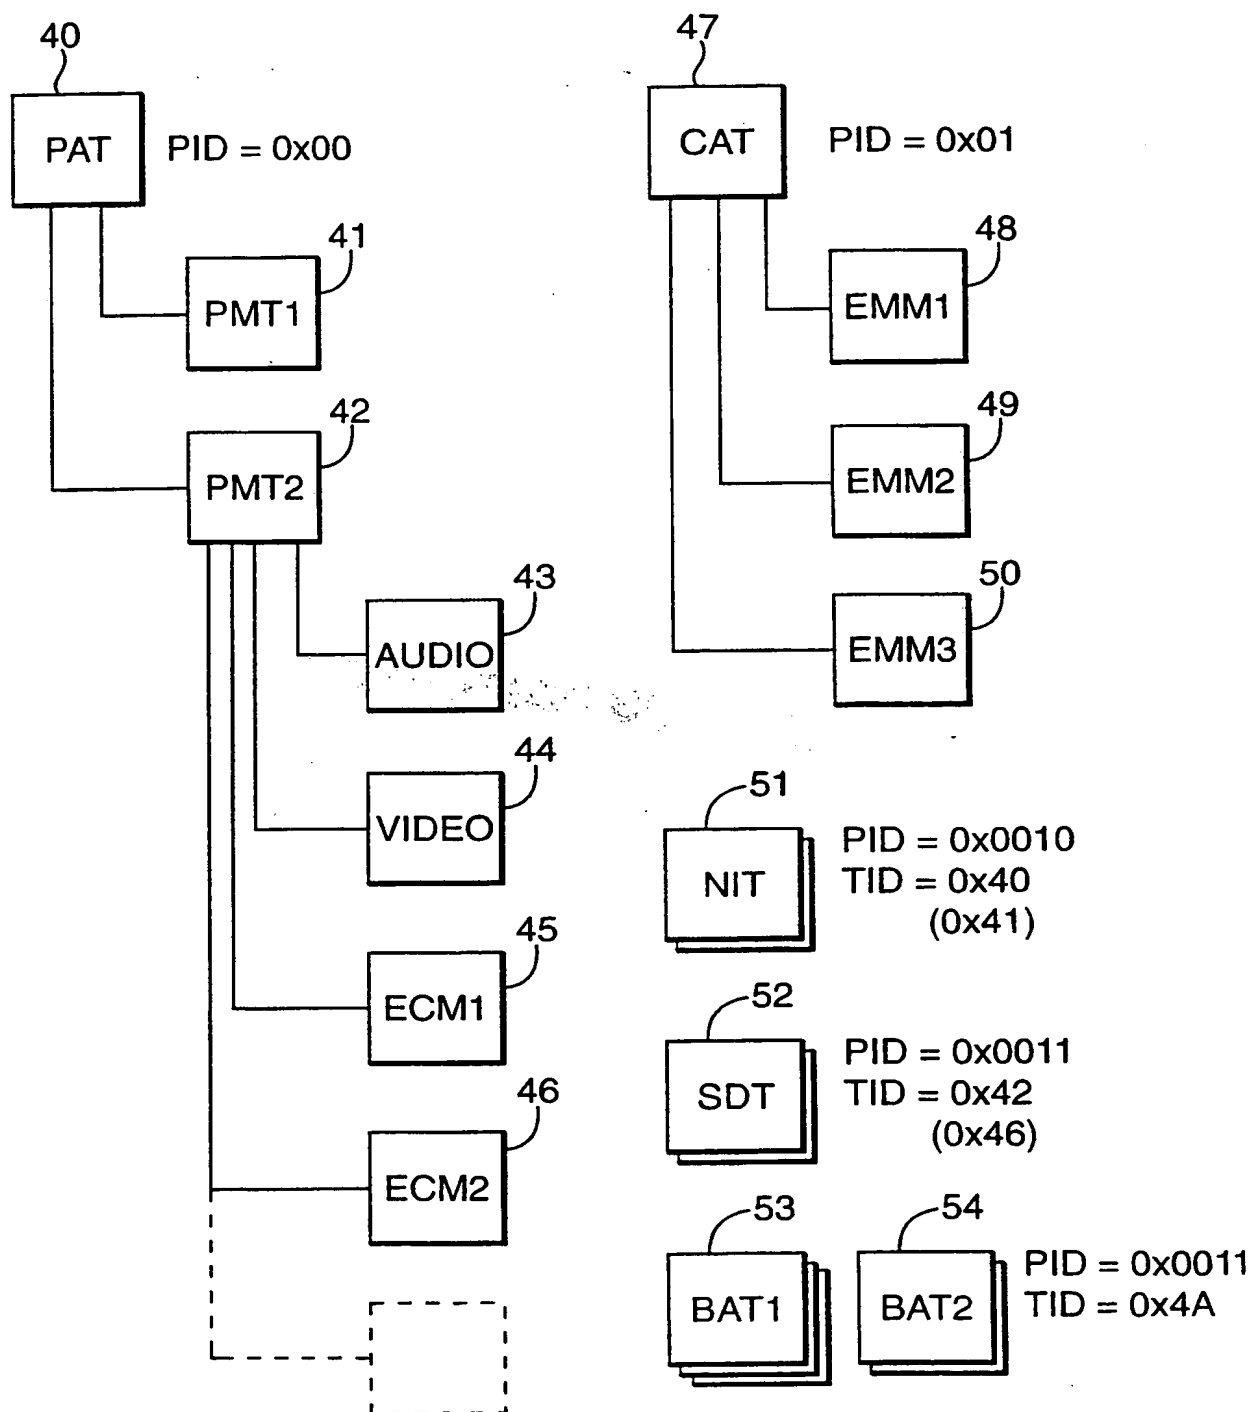 40
PAT
PID = 0x00
41
PMT1
42
PMT2
43
AUDIO
44
VIDEO
45
ECM1
46
ECM2
47
CAT
PID = 0x01
48
EMM1
49
EMM2
50
EMM3
51
NIT
PID = 0x0010
TID = 0x40
(0x41)
52
SDT
PID = 0x0011
TID = 0x42
(0x46)
53
BAT1
54
BAT2
PID = 0x0011
TID = 0x4A